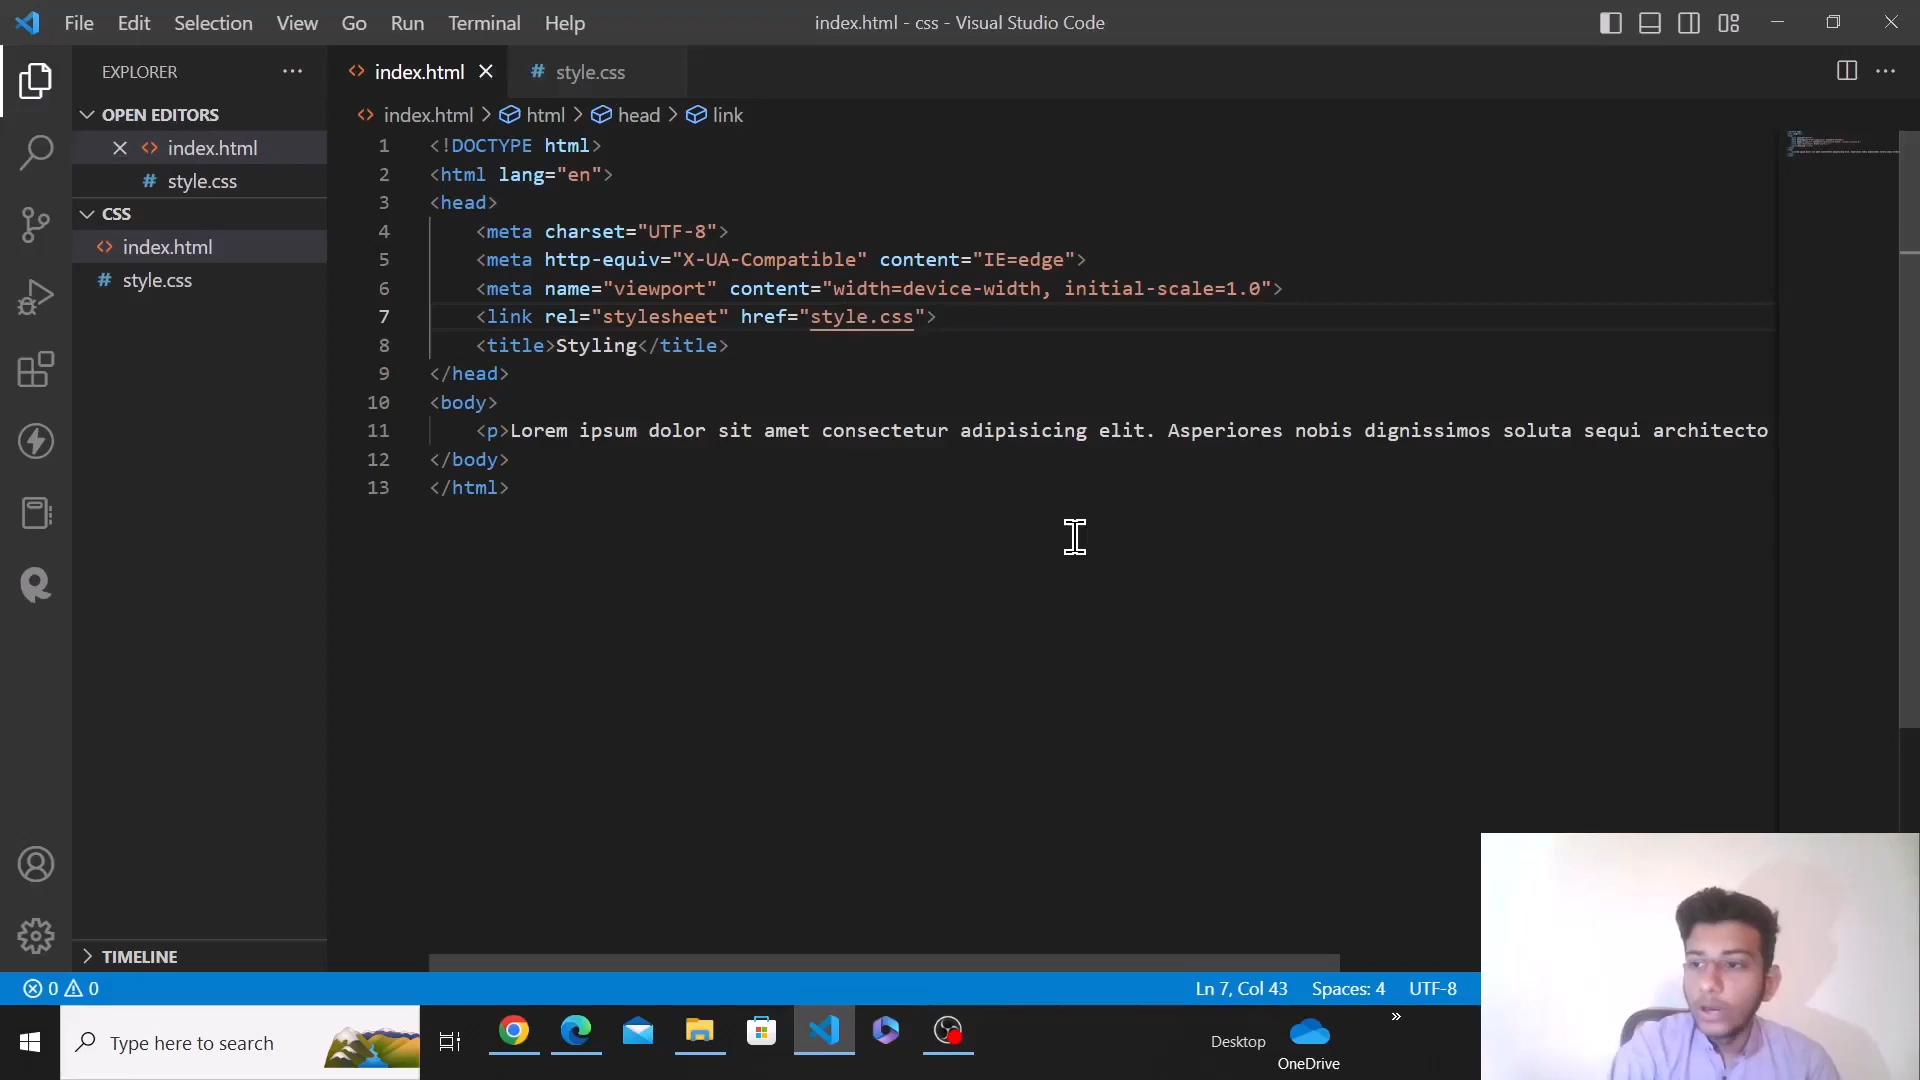 File Edit Selection View Go Run Terminal Help
index.html - css - Visual Studio Code
EXPLORER
index.html
style.css
OPEN EDITORS
index.html
style.css
CSS
index.html
style.css
TIMELINE
index.html > html > head > link
1 <!DOCTYPE html>
2 <html lang="en">
3 <head>
4 <meta charset="UTF-8">
5 <meta http-equiv="X-UA-Compatible" content="IE=edge">
6 <meta name="viewport" content="width=device-width, initial-scale=1.0">
7 <link rel="stylesheet" href="style.css">
8 <title>Styling</title>
9 </head>
10 <body>
11 <p>Lorem ipsum dolor sit amet consectetur adipisicing elit. Asperiores nobis dignissimos soluta sequi architecto
12 </body>
13 </html>
0 0
Ln 7, Col 43 Spaces: 4 UTF-8
Type here to search
Desktop
OneDrive